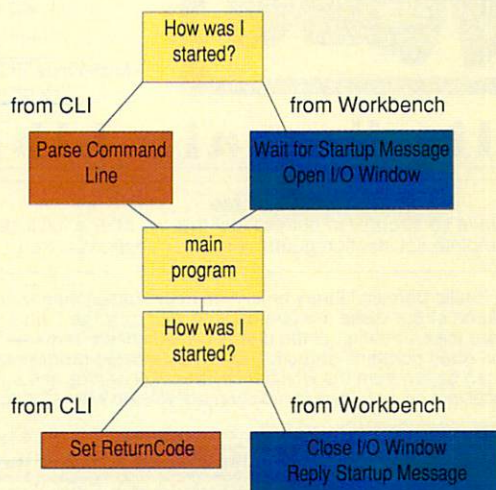 How was I
started?
from CLI
from Workbench
Parse Command
Line
Wait for Startup Message
Open I/O Window
main
program
How was I
started?
from CLI
from Workbench
Set ReturnCode
Close I/O Window
Reply Startup Message